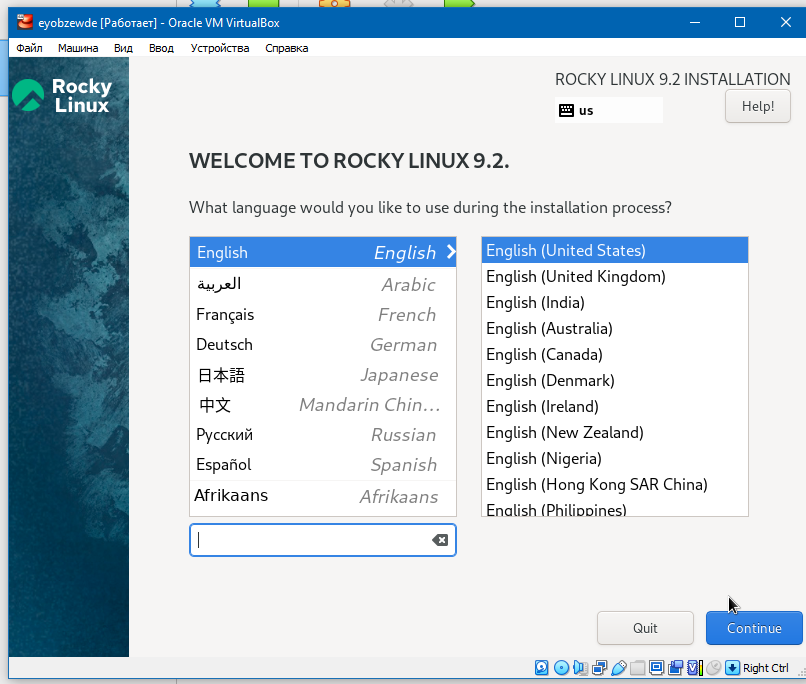 eyobzewde [Работает] - Oracle VM VirtualBox
Файл Машина Вид Ввод Устройства Справка
Rocky
Linux
ROCKY LINUX 9.2 INSTALLATION
us
Help!
WELCOME TO ROCKY LINUX 9.2.
What language would you like to use during the installation process?
English English
العربية Arabic
Français French
Deutsch German
日本語 Japanese
中文 Mandarin Chin...
Русский Russian
Español Spanish
Afrikaans Afrikaans
English (United States)
English (United Kingdom)
English (India)
English (Australia)
English (Canada)
English (Denmark)
English (Ireland)
English (New Zealand)
English (Nigeria)
English (Hong Kong SAR China)
English (Philippines)
Quit
Continue
Right Ctrl